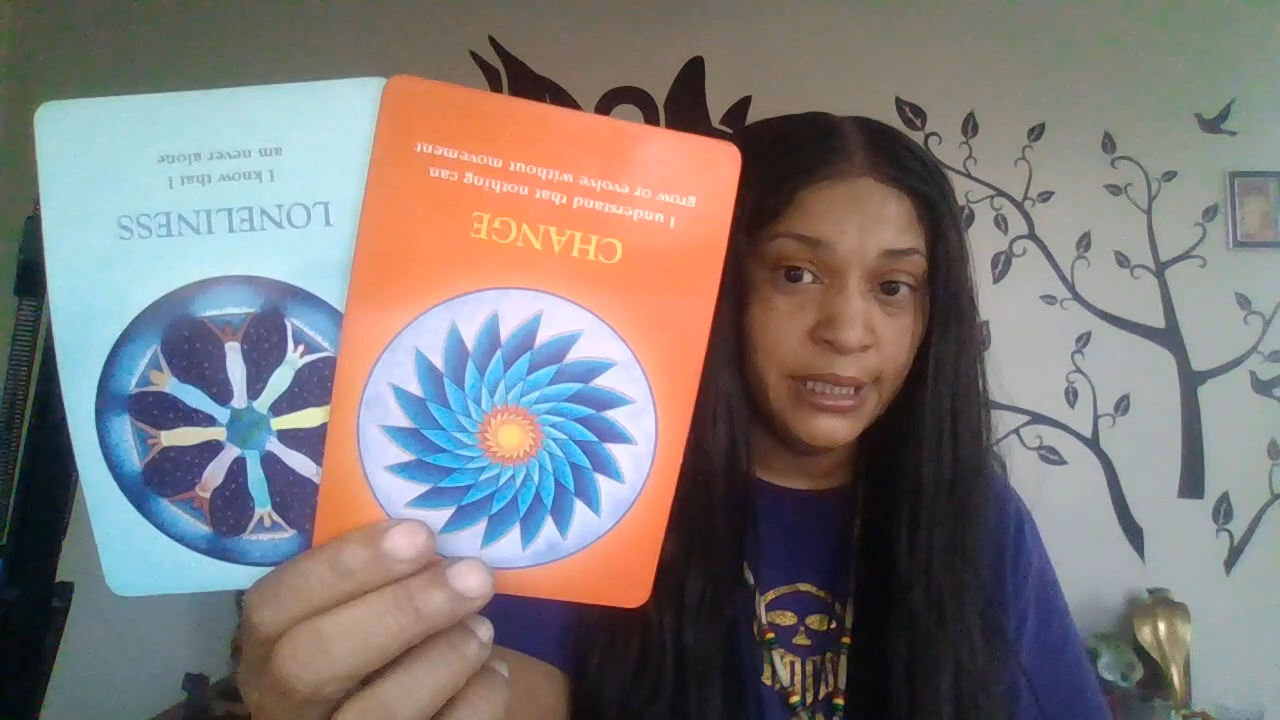 LONELINESS
I know that I
am never alone
CHANGE
I understand that nothing can
grow or evolve without movement